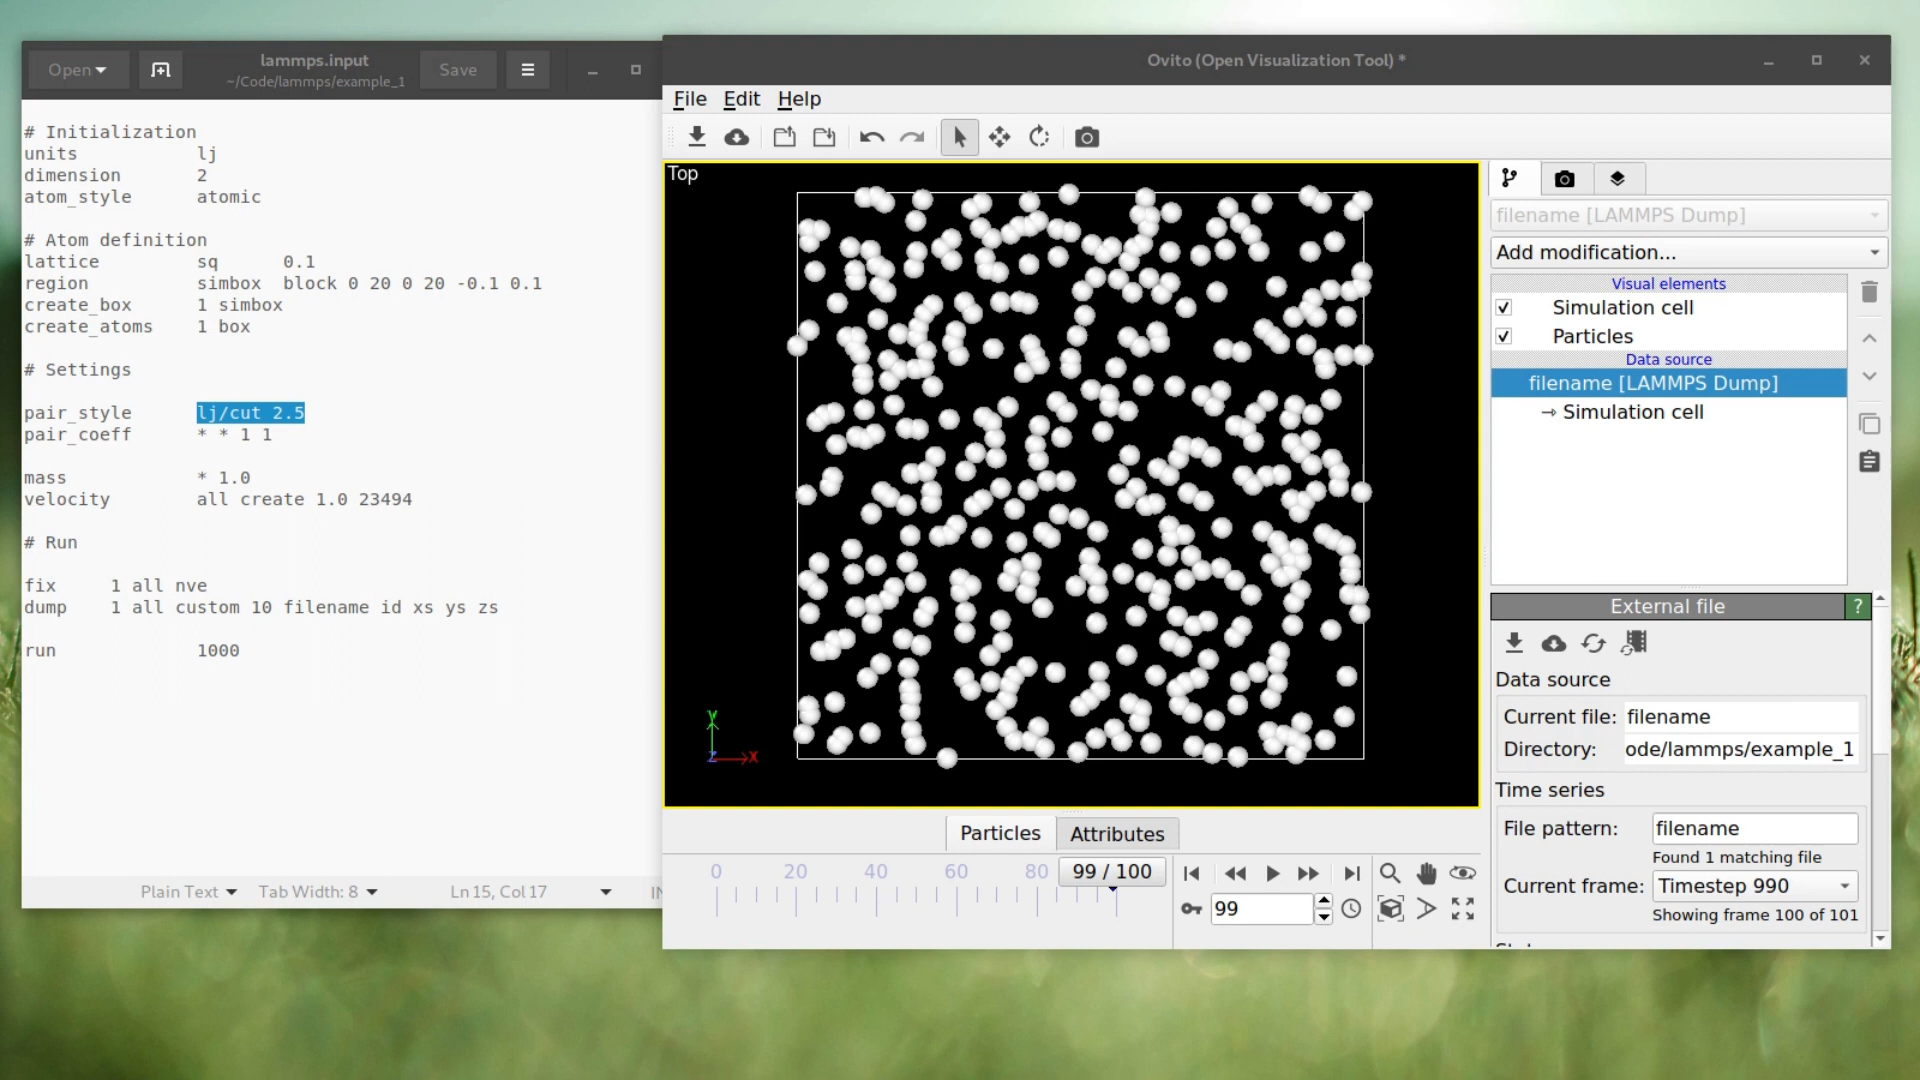 Open
lammps.input
~/Code/lammps/example_1
Save
# Initialization
units lj
dimension 2
atom_style atomic
# Atom definition
lattice sq 0.1
region simbox block 0 20 0 20 -0.1 0.1
create_box 1 simbox
create_atoms 1 box
# Settings
pair_style lj/cut 2.5
pair_coeff * * 1 1
mass * 1.0
velocity all create 1.0 23494
# Run
fix 1 all nve
dump 1 all custom 10 filename id xs ys zs
run 1000
Plain Text Tab Width: 8 Ln 15, Col 17
Ovito (Open Visualization Tool) *
File Edit Help
Top
Y
Z X
Particles Attributes
0 20 40 60 80 99 / 100
99
filename [LAMMPS Dump]
Add modification...
Visual elements
Simulation cell
Particles
Data source
filename [LAMMPS Dump]
→ Simulation cell
External file ?
Data source
Current file: filename
Directory: ode/lammps/example_1
Time series
File pattern: filename
Found 1 matching file
Current frame: Timestep 990
Showing frame 100 of 101